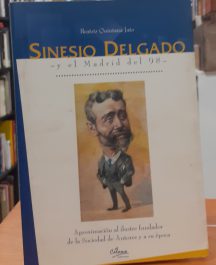 Beatriz Quintana Jato
SINESIO DELGADO
-y el Madrid del 98-
Aproximación al ilustre fundador
de la Sociedad de Autores y a su época